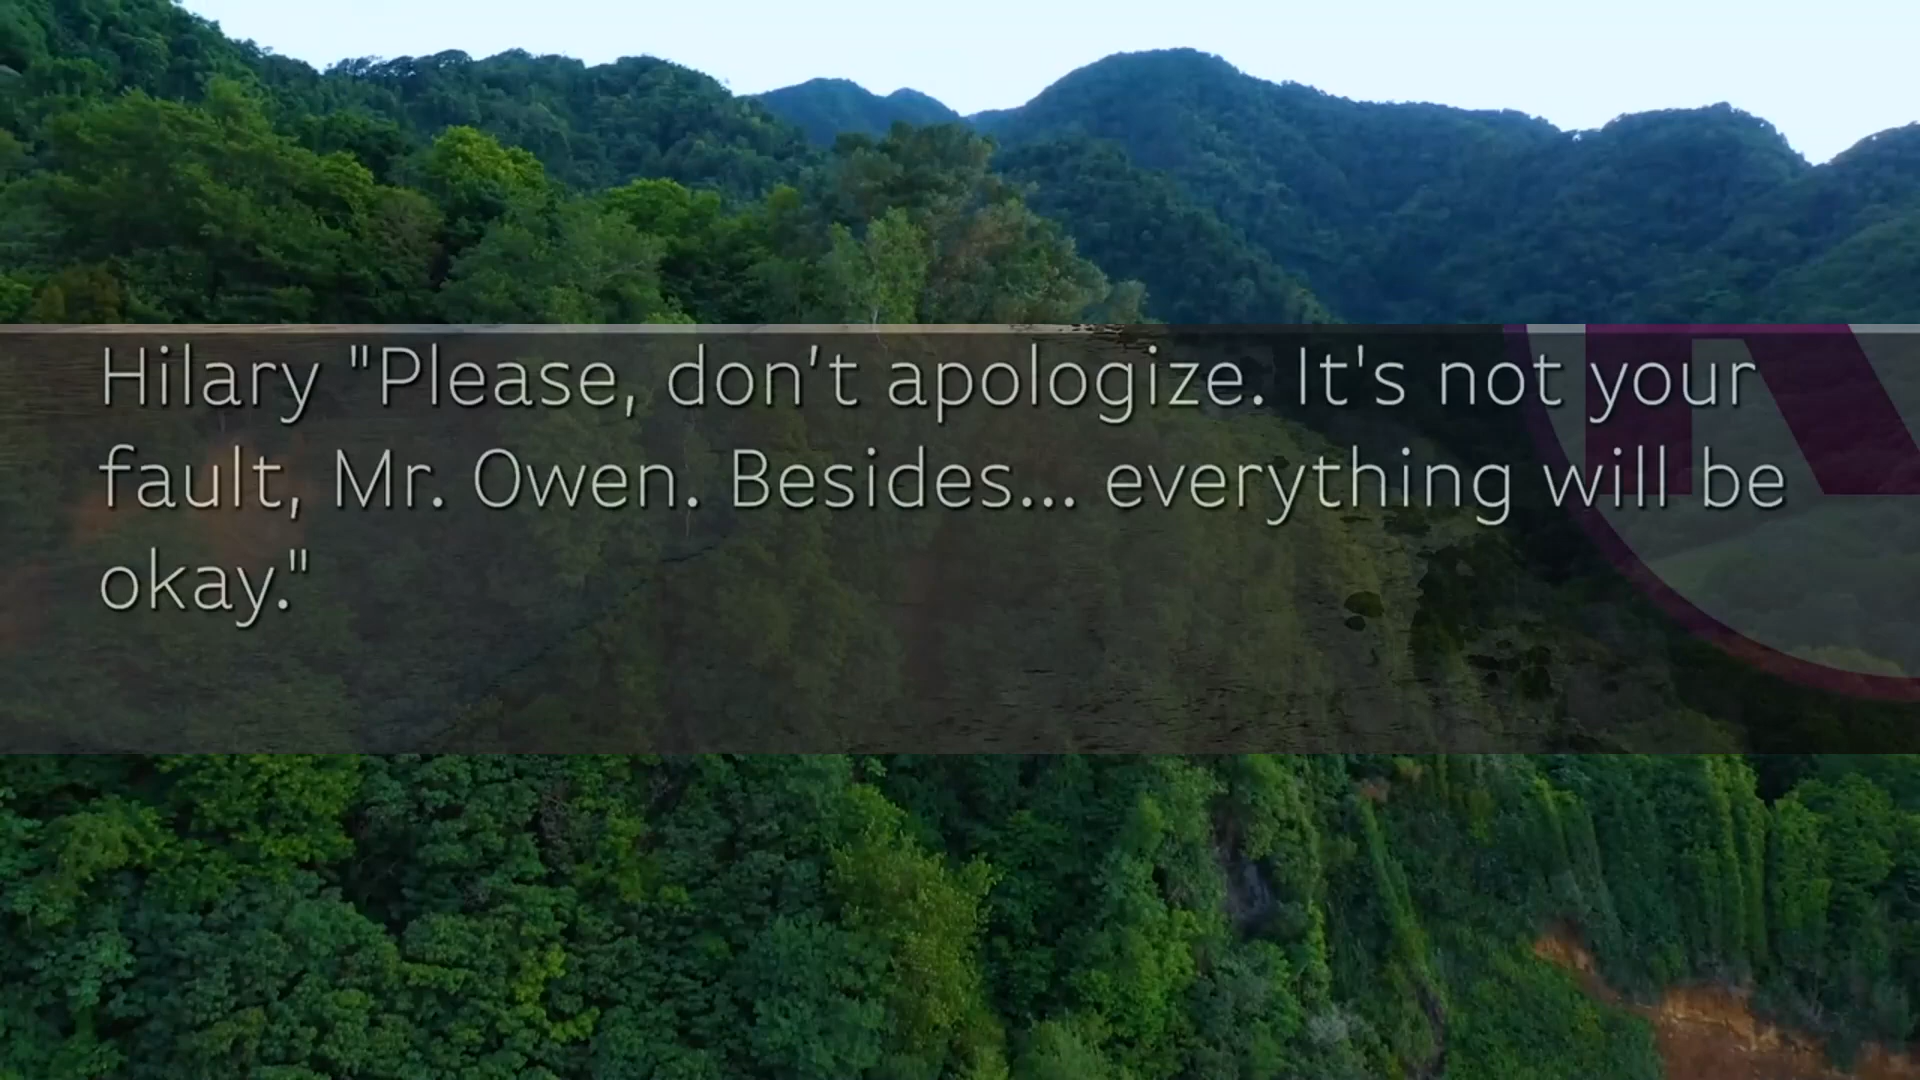 Hilary "Please, don’t apologize. It's not your
fault, Mr. Owen. Besides... everything will be
okay."